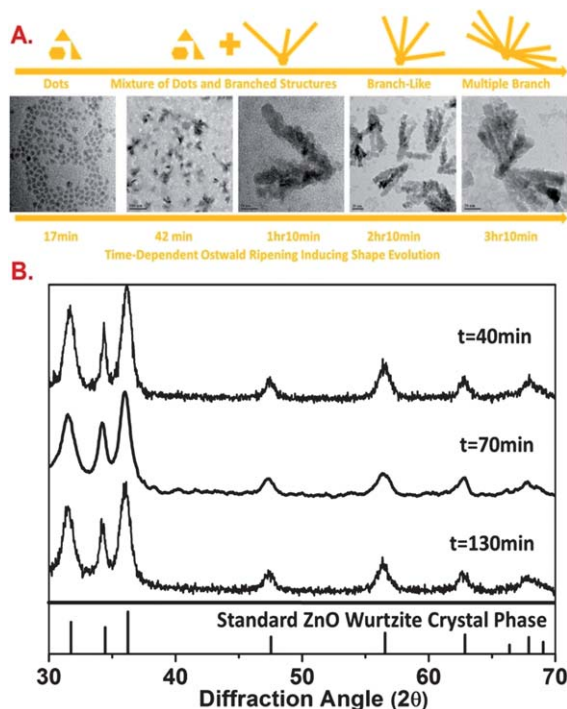 A.
Dots Mixture of Dots and Branched Structures Branch-Like Multiple Branch
17min 42 min 1hr10min 2hr10min 3hr10min
Time-Dependent Ostwald Ripening Inducing Shape Evolution
B.
t=40min
t=70min
t=130min
Standard ZnO Wurtzite Crystal Phase
30 40 50 60 70
Diffraction Angle (2θ)